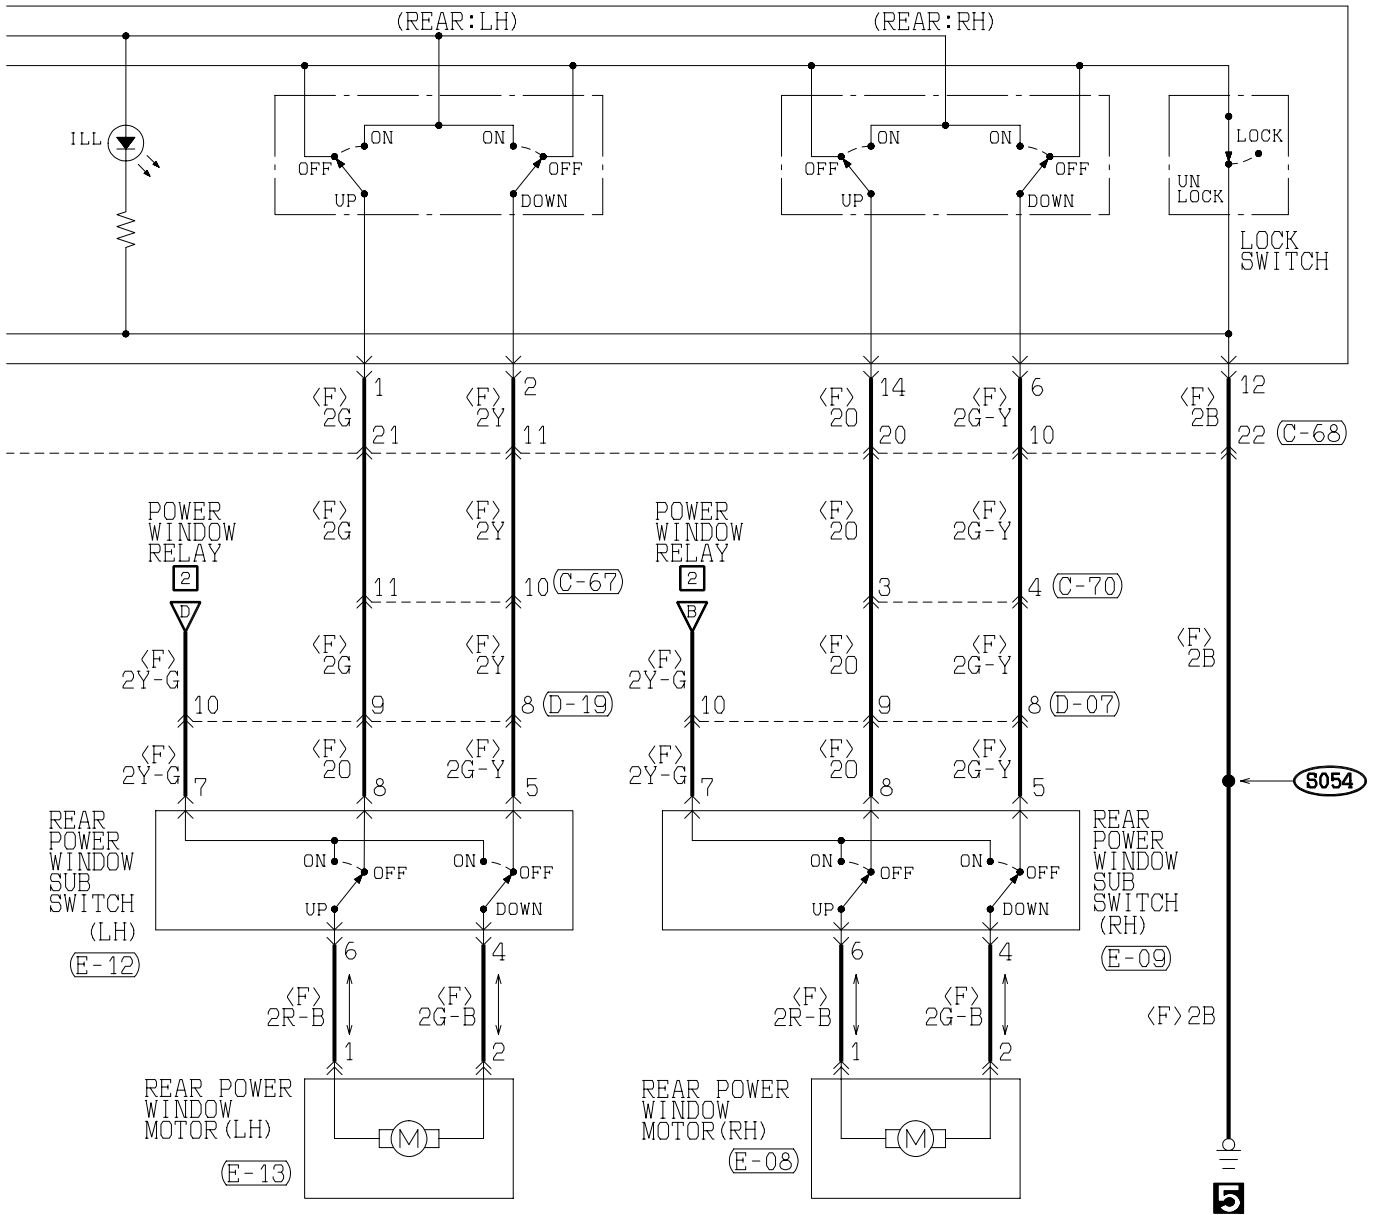 (REAR:LH)
(REAR:RH)
ILL
ON
ON
OFF
OFF
UP
DOWN
ON
ON
OFF
OFF
UP
DOWN
LOCK
UN
LOCK
LOCK
SWITCH
1
2
14
6
12
<F>
2G
<F>
2Y
<F>
2O
<F>
2G-Y
<F>
2B
21
11
20
10
22
C-68
POWER
WINDOW
RELAY
2
D
<F>
2G
<F>
2Y
POWER
WINDOW
RELAY
2
B
<F>
2O
<F>
2G-Y
11
10
C-67
3
4
C-70
<F>
2Y-G
<F>
2G
<F>
2Y
<F>
2Y-G
<F>
2O
<F>
2G-Y
<F>
2B
10
9
8
D-19
10
9
8
D-07
<F>
2Y-G
<F>
2O
<F>
2G-Y
<F>
2Y-G
<F>
2O
<F>
2G-Y
7
8
5
7
8
5
S054
REAR
POWER
WINDOW
SUB
SWITCH
(LH)
E-12
ON
OFF
ON
OFF
UP
DOWN
ON
OFF
ON
OFF
UP
DOWN
REAR
POWER
WINDOW
SUB
SWITCH
(RH)
E-09
6
4
6
4
<F>
2R-B
<F>
2G-B
<F>
2R-B
<F>
2G-B
<F>2B
1
2
1
2
REAR POWER
WINDOW
MOTOR(LH)
E-13
M
REAR POWER
WINDOW
MOTOR(RH)
E-08
M
5